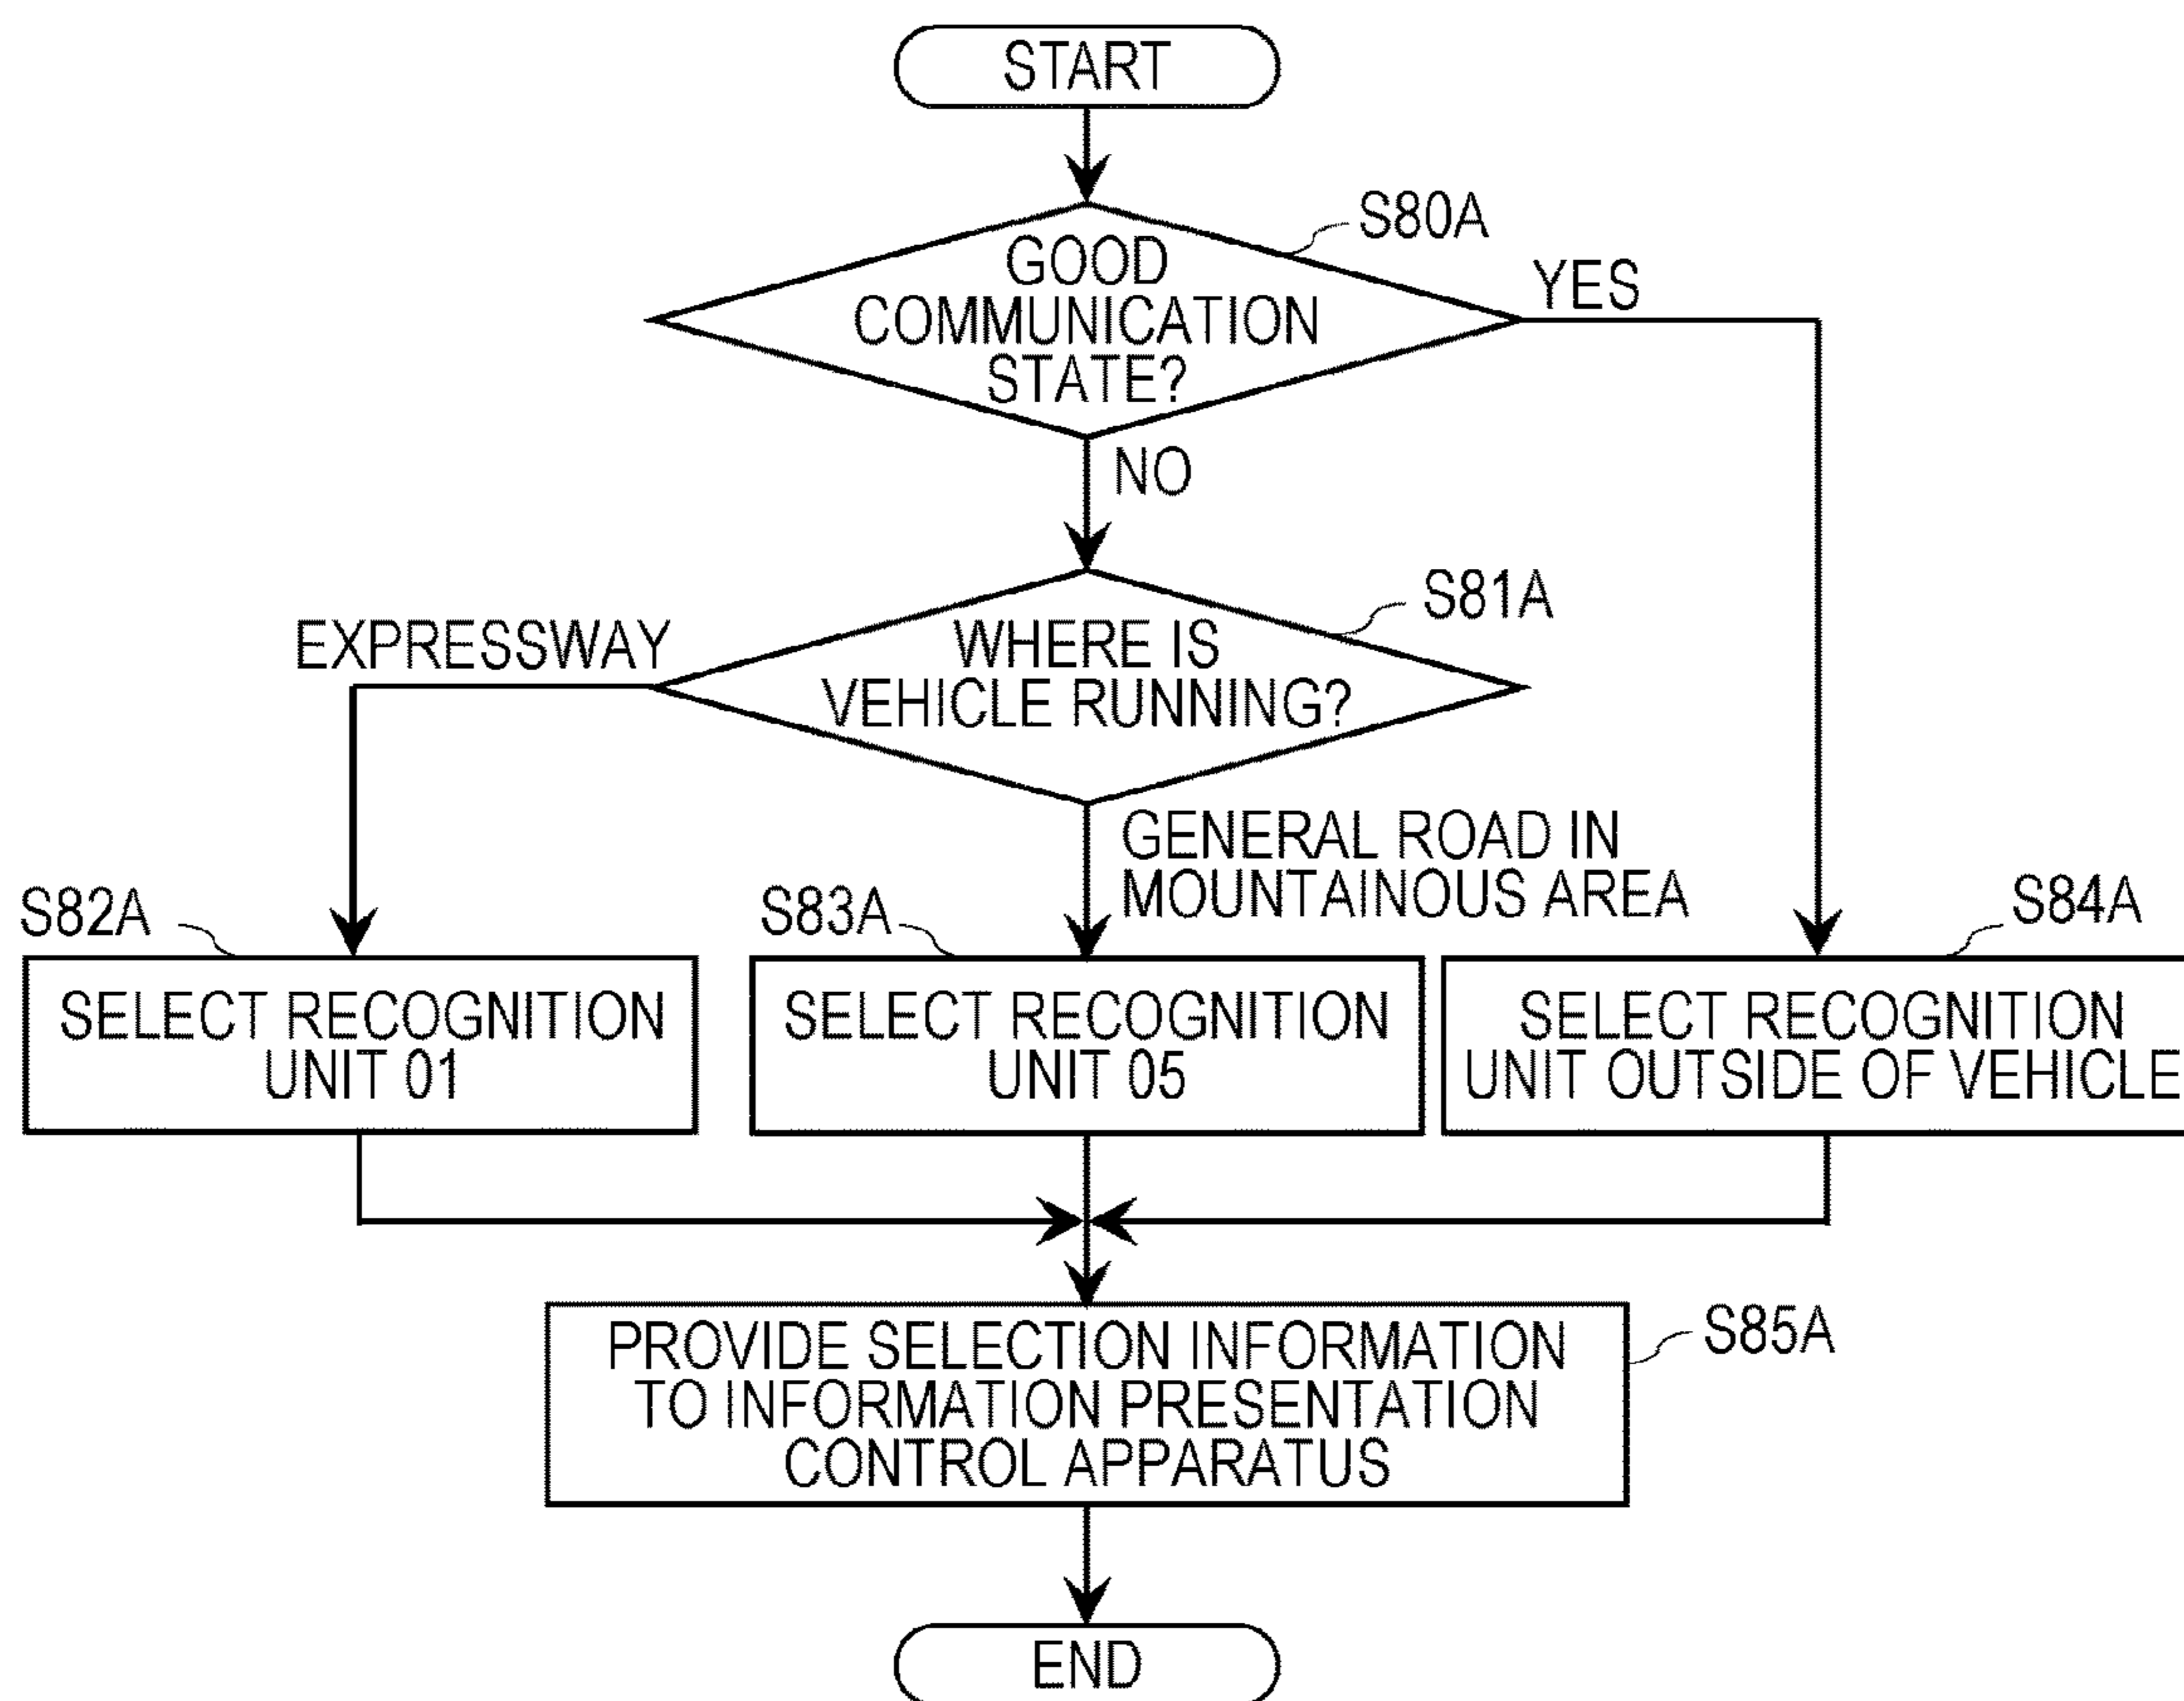 START
S80A
GOOD
COMMUNICATION
STATE?
YES
NO
S81A
EXPRESSWAY
WHERE IS
VEHICLE RUNNING?
GENERAL ROAD IN
MOUNTAINOUS AREA
S82A
S83A
S84A
SELECT RECOGNITION
UNIT 01
SELECT RECOGNITION
UNIT 05
SELECT RECOGNITION
UNIT OUTSIDE OF VEHICLE
PROVIDE SELECTION INFORMATION
TO INFORMATION PRESENTATION
CONTROL APPARATUS
S85A
END